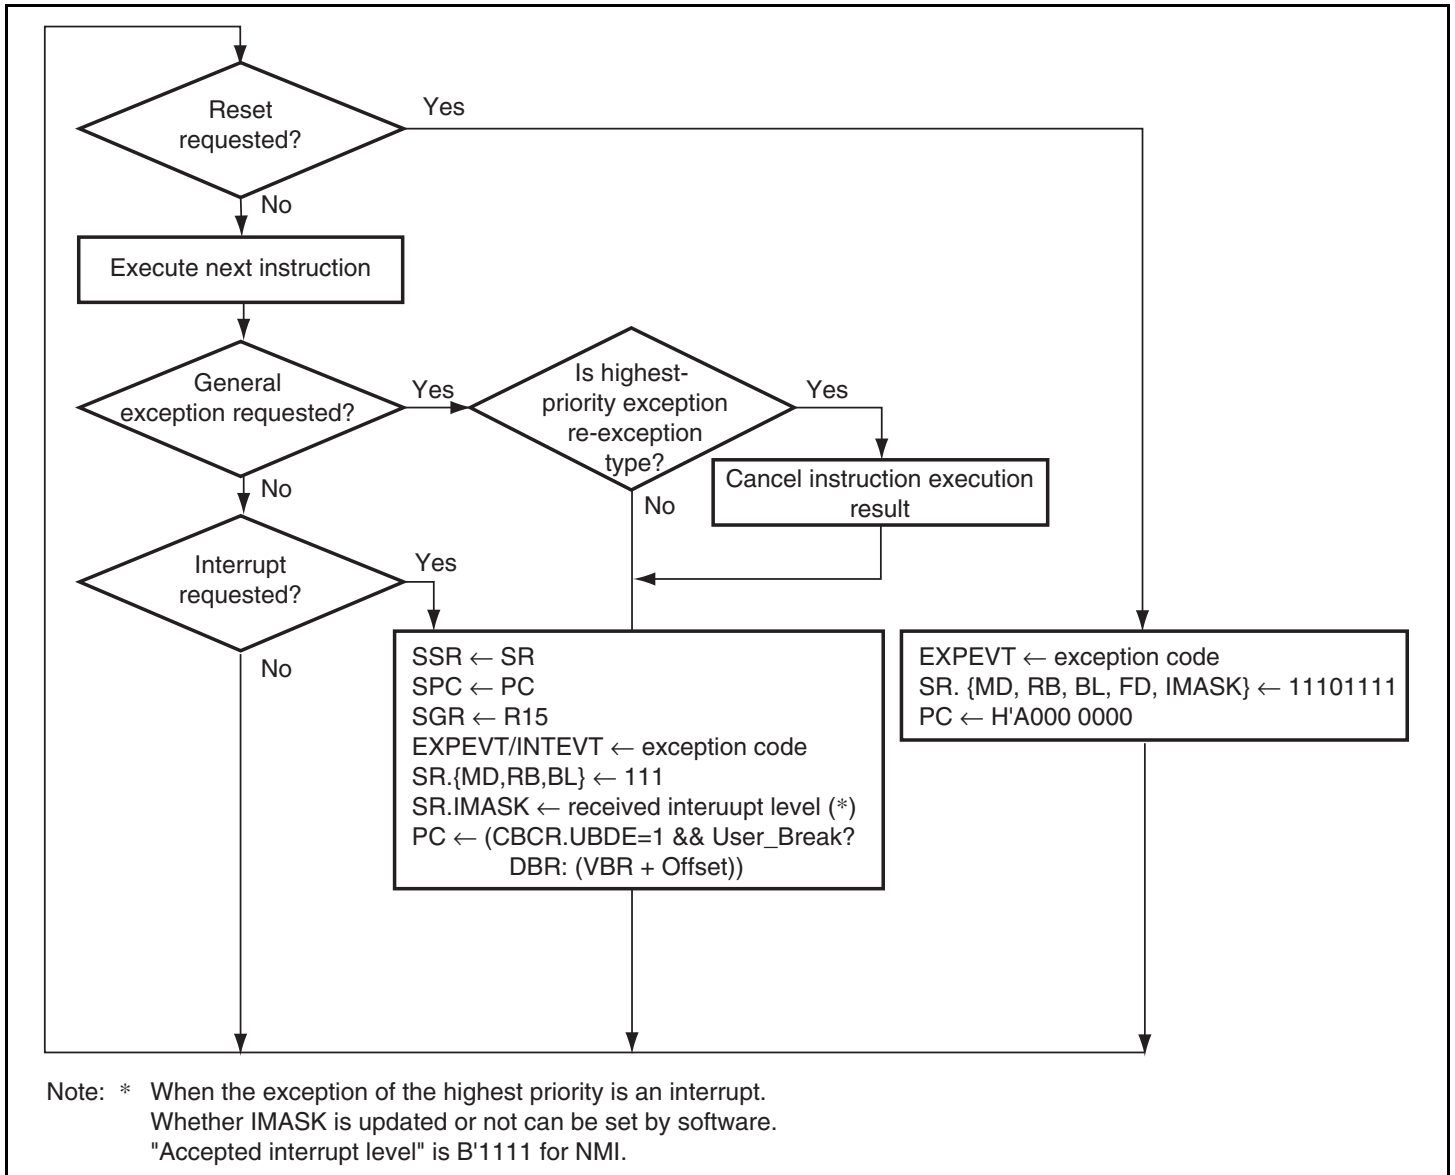 Reset
requested?
Yes
No
Execute next instruction
General
exception requested?
Yes
No
Is highest-
priority exception
re-exception
type?
Yes
No
Cancel instruction execution
result
Interrupt
requested?
Yes
No
SSR ← SR
SPC ← PC
SGR ← R15
EXPEVT/INTEVT ← exception code
SR.{MD,RB,BL} ← 111
SR.IMASK ← received interuupt level (*)
PC ← (CBCR.UBDE=1 && User_Break?
DBR: (VBR + Offset))
EXPEVT ← exception code
SR. {MD, RB, BL, FD, IMASK} ← 11101111
PC ← H'A000 0000
Note: * When the exception of the highest priority is an interrupt.
Whether IMASK is updated or not can be set by software.
"Accepted interrupt level" is B'1111 for NMI.